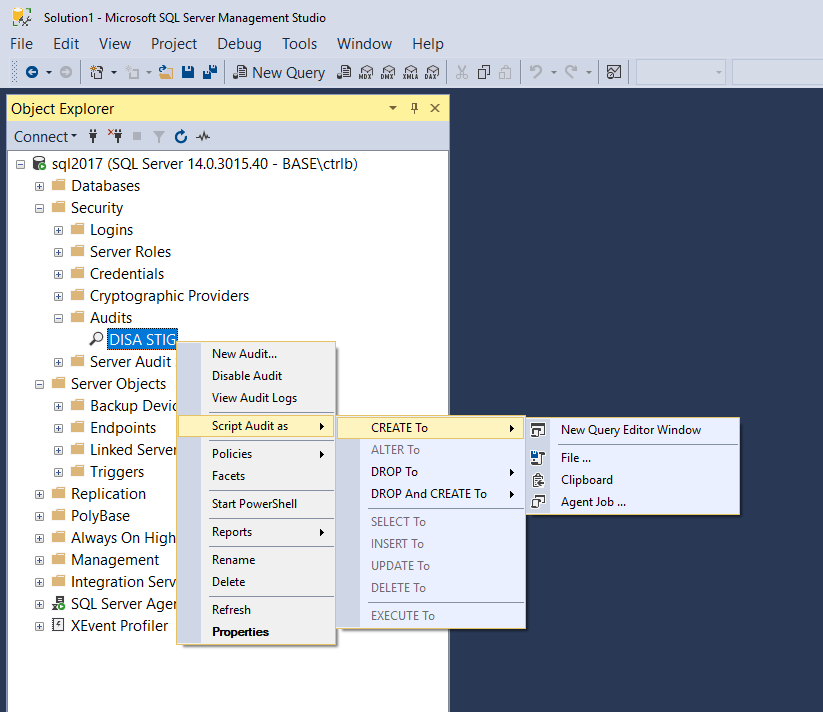 Solution1 - Microsoft SQL Server Management Studio
File Edit View Project Debug Tools Window Help
New Query MDX DMX XMLA DAX
Object Explorer
Connect
sql2017 (SQL Server 14.0.3015.40 - BASE\ctrlb)
Databases
Security
Logins
Server Roles
Credentials
Cryptographic Providers
Audits
DISA STIG
Server Audit
Server Objects
Backup Devic
Endpoints
Linked Server
Triggers
Replication
PolyBase
Always On High
Management
Integration Serv
SQL Server Agen
XEvent Profiler
New Audit...
Disable Audit
View Audit Logs
Script Audit as
Policies
Facets
Start PowerShell
Reports
Rename
Delete
Refresh
Properties
CREATE To
ALTER To
DROP To
DROP And CREATE To
SELECT To
INSERT To
UPDATE To
DELETE To
EXECUTE To
New Query Editor Window
File ...
Clipboard
Agent Job ...